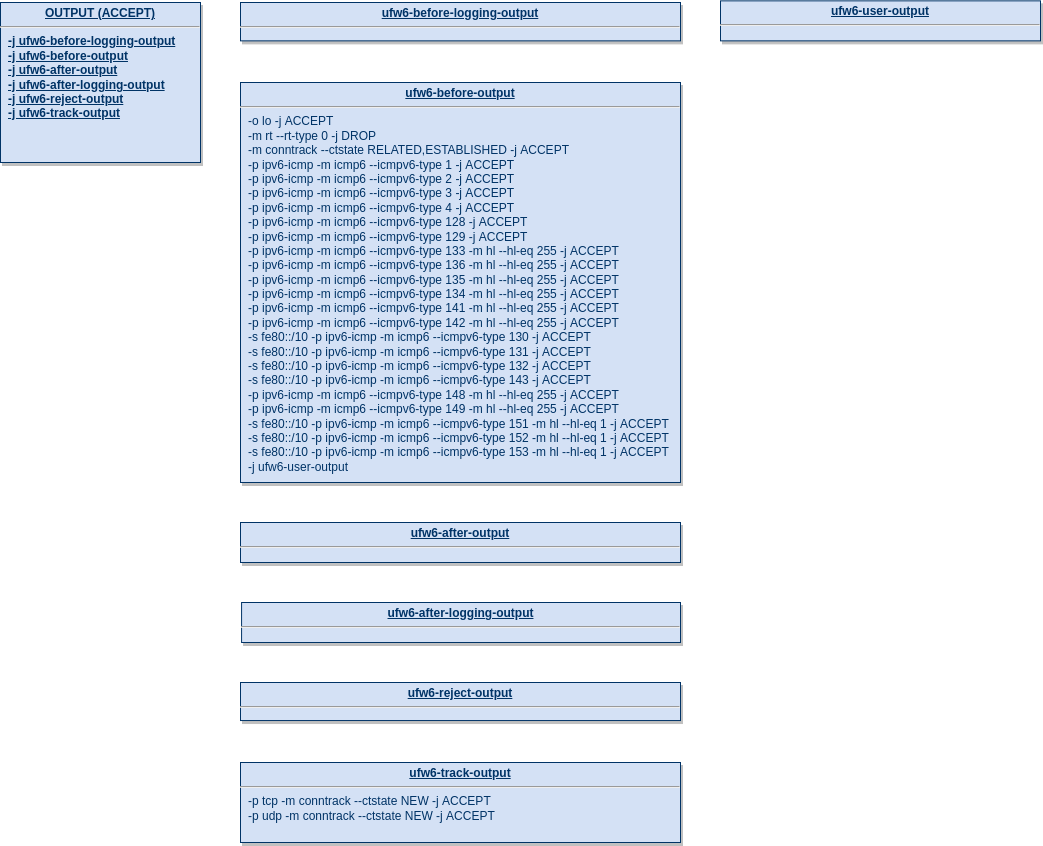 OUTPUT (ACCEPT)
-j ufw6-before-logging-output
-j ufw6-before-output
-j ufw6-after-output
-j ufw6-after-logging-output
-j ufw6-reject-output
-j ufw6-track-output
ufw6-before-logging-output
ufw6-before-output
-o lo -j ACCEPT
-m rt --rt-type 0 -j DROP
-m conntrack --ctstate RELATED,ESTABLISHED -j ACCEPT
-p ipv6-icmp -m icmp6 --icmpv6-type 1 -j ACCEPT
-p ipv6-icmp -m icmp6 --icmpv6-type 2 -j ACCEPT
-p ipv6-icmp -m icmp6 --icmpv6-type 3 -j ACCEPT
-p ipv6-icmp -m icmp6 --icmpv6-type 4 -j ACCEPT
-p ipv6-icmp -m icmp6 --icmpv6-type 128 -j ACCEPT
-p ipv6-icmp -m icmp6 --icmpv6-type 129 -j ACCEPT
-p ipv6-icmp -m icmp6 --icmpv6-type 133 -m hl --hl-eq 255 -j ACCEPT
-p ipv6-icmp -m icmp6 --icmpv6-type 136 -m hl --hl-eq 255 -j ACCEPT
-p ipv6-icmp -m icmp6 --icmpv6-type 135 -m hl --hl-eq 255 -j ACCEPT
-p ipv6-icmp -m icmp6 --icmpv6-type 134 -m hl --hl-eq 255 -j ACCEPT
-p ipv6-icmp -m icmp6 --icmpv6-type 141 -m hl --hl-eq 255 -j ACCEPT
-p ipv6-icmp -m icmp6 --icmpv6-type 142 -m hl --hl-eq 255 -j ACCEPT
-s fe80::/10 -p ipv6-icmp -m icmp6 --icmpv6-type 130 -j ACCEPT
-s fe80::/10 -p ipv6-icmp -m icmp6 --icmpv6-type 131 -j ACCEPT
-s fe80::/10 -p ipv6-icmp -m icmp6 --icmpv6-type 132 -j ACCEPT
-s fe80::/10 -p ipv6-icmp -m icmp6 --icmpv6-type 143 -j ACCEPT
-p ipv6-icmp -m icmp6 --icmpv6-type 148 -m hl --hl-eq 255 -j ACCEPT
-p ipv6-icmp -m icmp6 --icmpv6-type 149 -m hl --hl-eq 255 -j ACCEPT
-s fe80::/10 -p ipv6-icmp -m icmp6 --icmpv6-type 151 -m hl --hl-eq 1 -j ACCEPT
-s fe80::/10 -p ipv6-icmp -m icmp6 --icmpv6-type 152 -m hl --hl-eq 1 -j ACCEPT
-s fe80::/10 -p ipv6-icmp -m icmp6 --icmpv6-type 153 -m hl --hl-eq 1 -j ACCEPT
-j ufw6-user-output
ufw6-after-output
ufw6-after-logging-output
ufw6-reject-output
ufw6-track-output
-p tcp -m conntrack --ctstate NEW -j ACCEPT
-p udp -m conntrack --ctstate NEW -j ACCEPT
ufw6-user-output